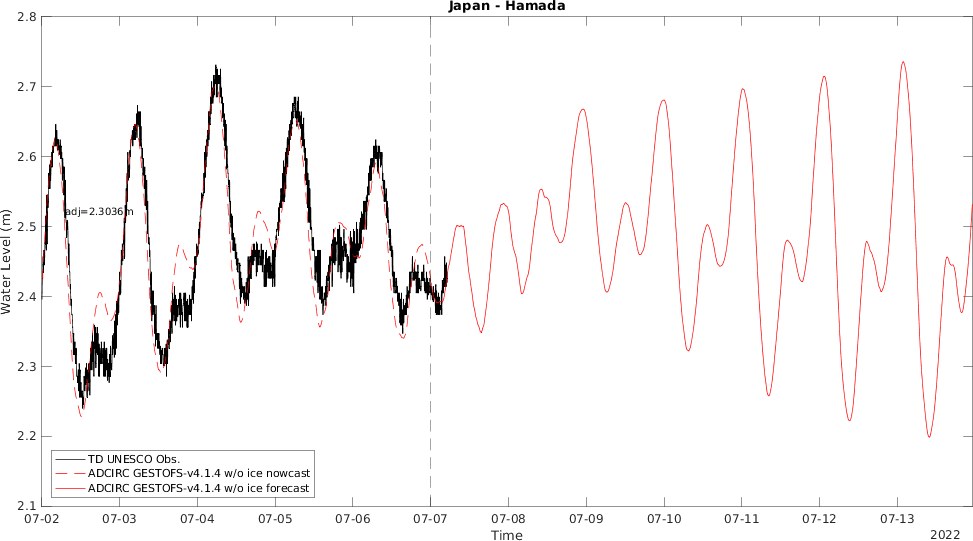 Japan - Hamada
2.8
2.7
2.6
2.5
2.4
2.3
2.2
2.1
Water Level (m)
adj=2.3036m
TD UNESCO Obs.
ADCIRC GESTOFS-v4.1.4 w/o ice nowcast
ADCIRC GESTOFS-v4.1.4 w/o ice forecast
07-02 07-03 07-04 07-05 07-06 07-07 07-08 07-09 07-10 07-11 07-12 07-13
Time
2022